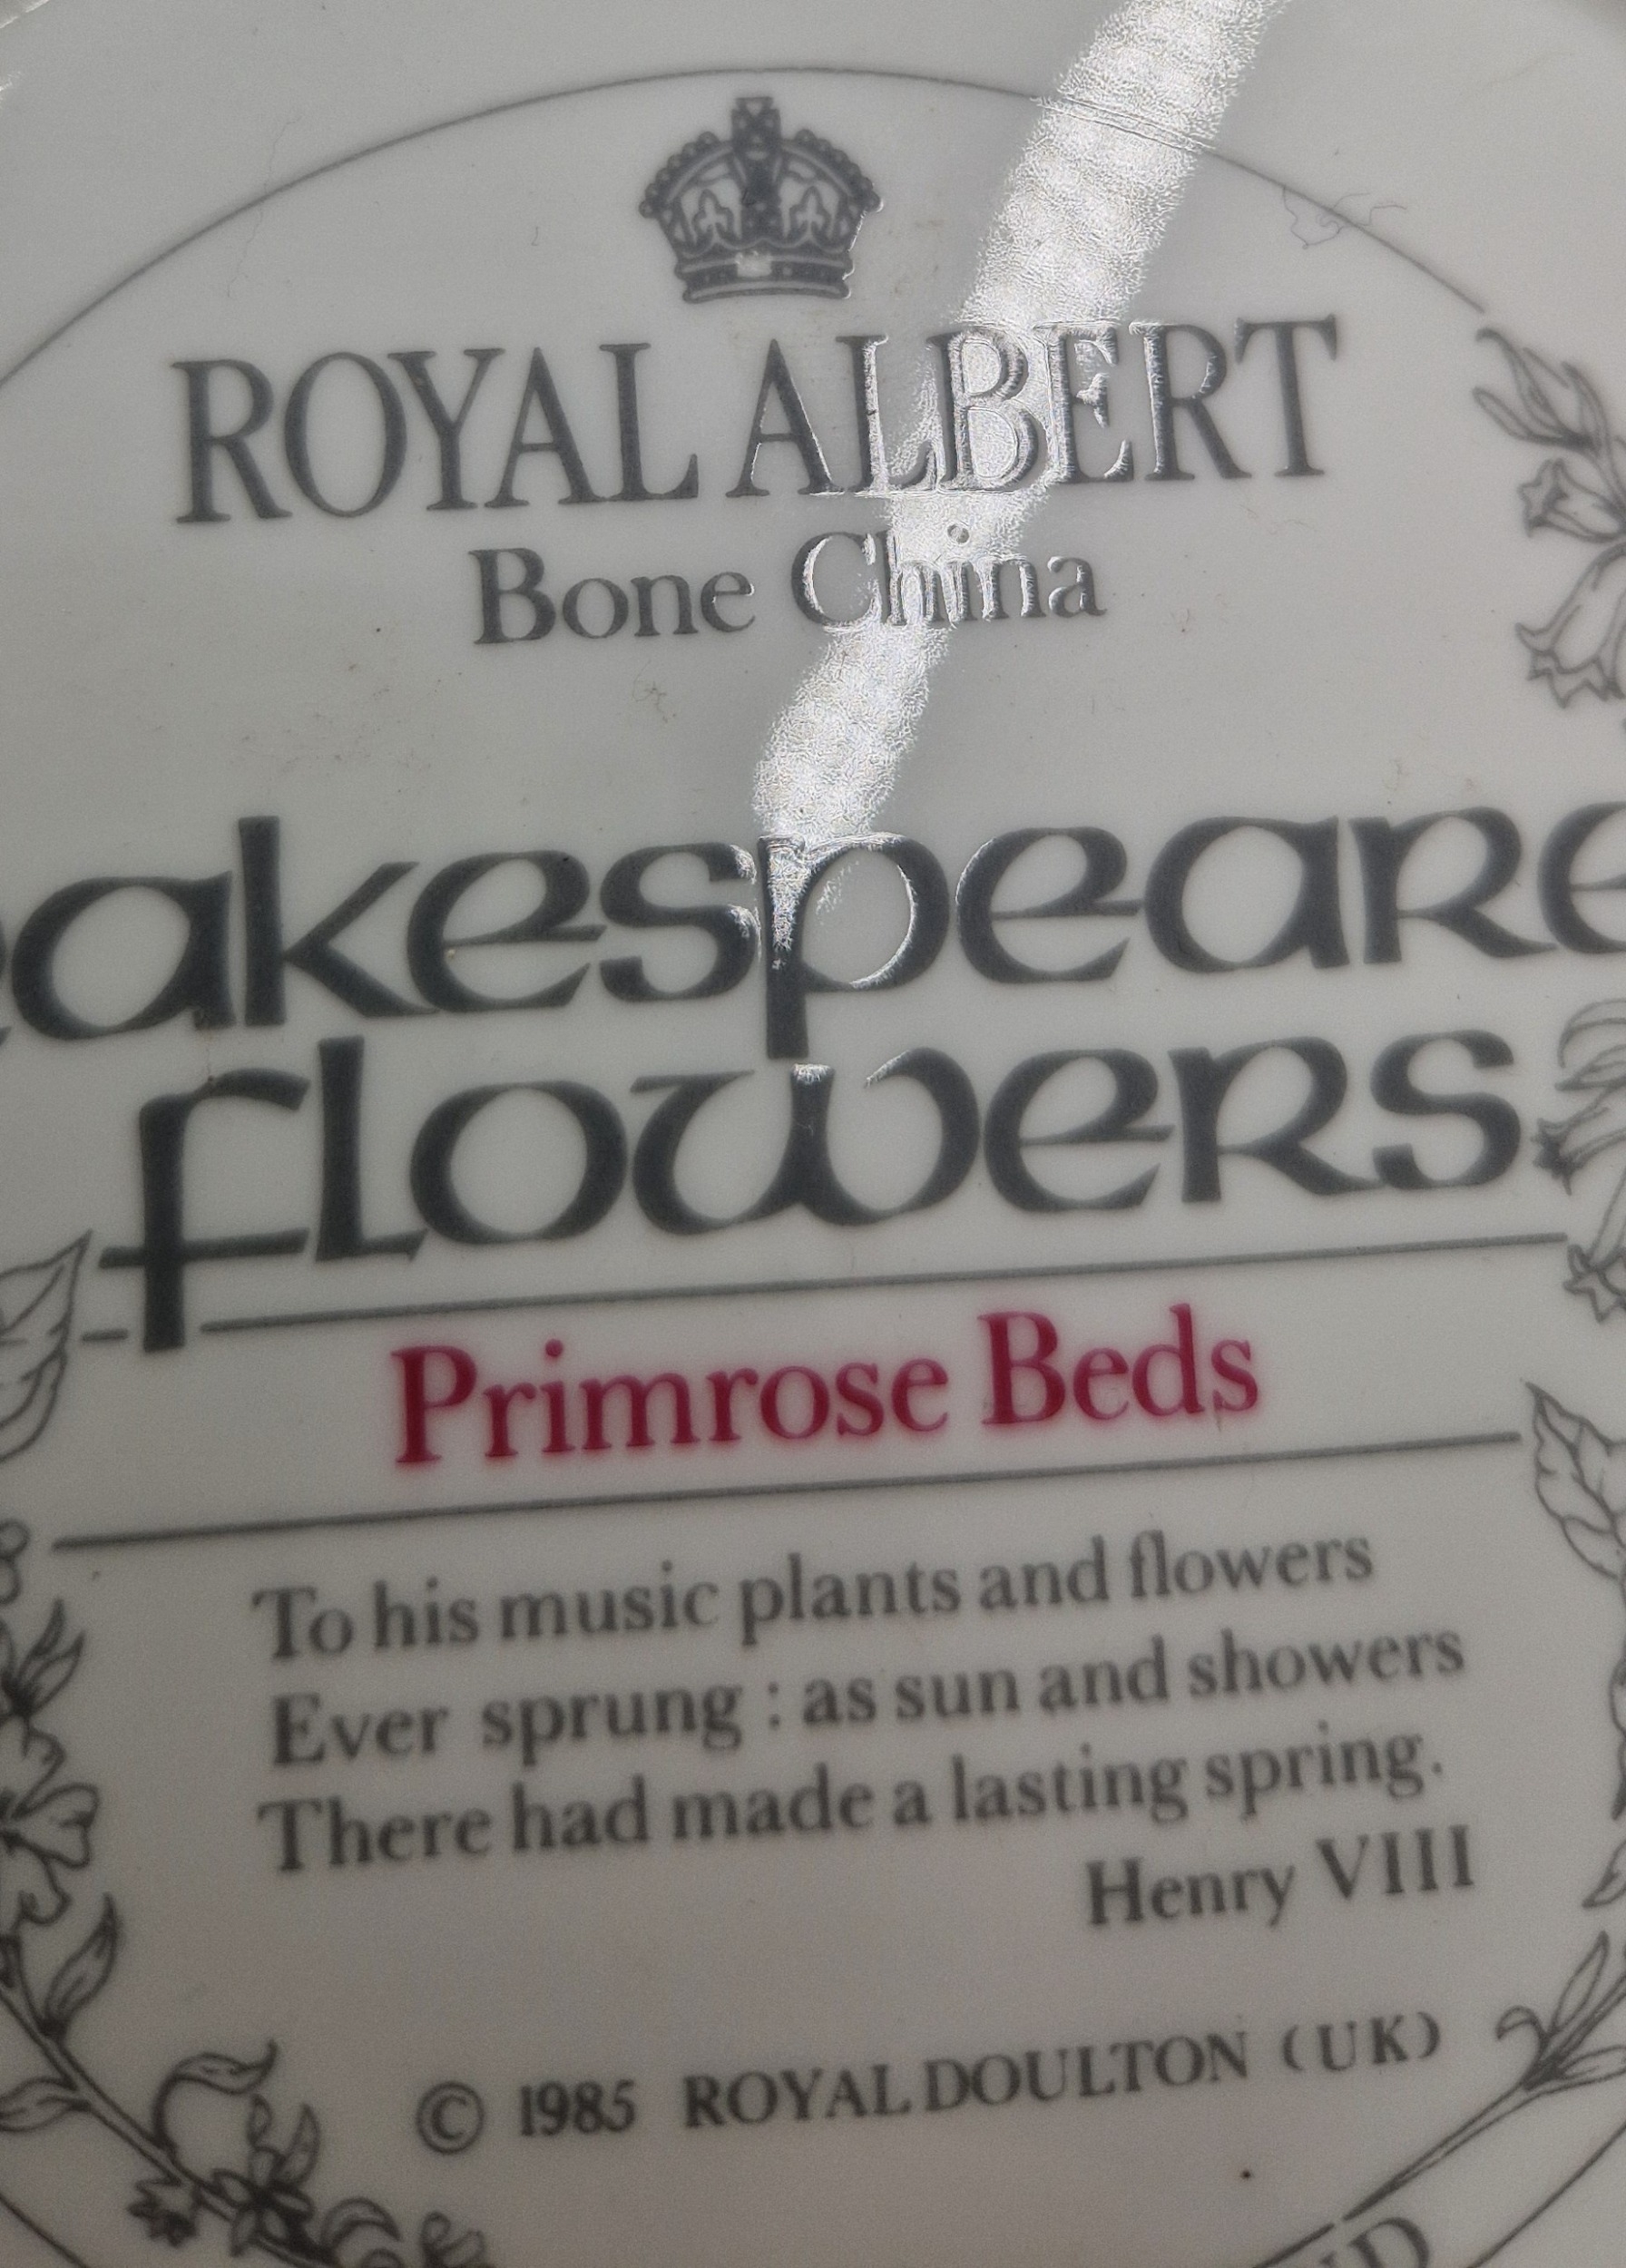 ROYAL ALBERT
Bone China
akespeare
flowers
Primrose Beds
To his music plants and flowers
Ever sprung : as sun and showers
There had made a lasting spring.
Henry VIII
© 1985 ROYAL DOULTON (UK)
ND